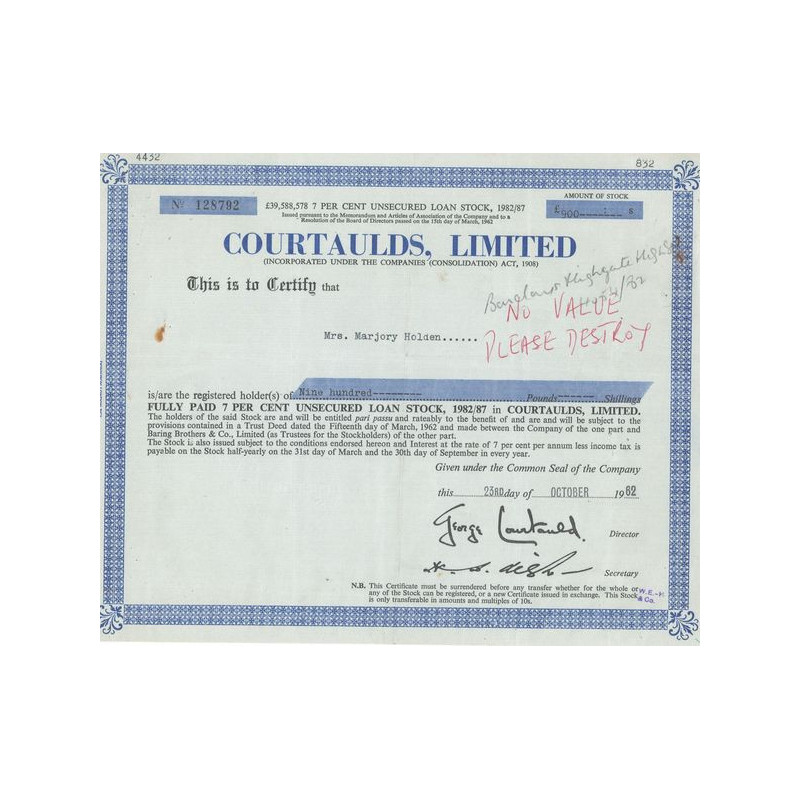 4432
832
Nº 128792
£39,588,578 7 PER CENT UNSECURED LOAN STOCK, 1982/87
Issued pursuant to the Memorandum and Articles of Association of the Company and to a
Resolution of the Board of Directors passed on the 15th day of March, 1962
AMOUNT OF STOCK
£900------- s
COURTAULDS, LIMITED
(INCORPORATED UNDER THE COMPANIES (CONSOLIDATION) ACT, 1908)
This is to Certify that
Highgate
NO VALUE
PLEASE DESTROY
Mrs. Marjory Holden......
is/are the registered holder(s) of Nine hundred--------- Pounds------ Shillings
FULLY PAID 7 PER CENT UNSECURED LOAN STOCK, 1982/87 in COURTAULDS, LIMITED.
The holders of the said Stock are and will be entitled pari passu and rateably to the benefit of and are and will be subject to the
provisions contained in a Trust Deed dated the Fifteenth day of March, 1962 and made between the Company of the one part and
Baring Brothers & Co., Limited (as Trustees for the Stockholders) of the other part.
The Stock is also issued subject to the conditions endorsed hereon and Interest at the rate of 7 per cent per annum less income tax is
payable on the Stock half-yearly on the 31st day of March and the 30th day of September in every year.
Given under the Common Seal of the Company
this 23RD day of OCTOBER 1962
George Courtauld. Director
Secretary
N.B. This Certificate must be surrendered before any transfer whether for the whole or
any of the Stock can be registered, or a new Certificate issued in exchange. This Stock
is only transferable in amounts and multiples of 10s.
W.E.-H
& Co.